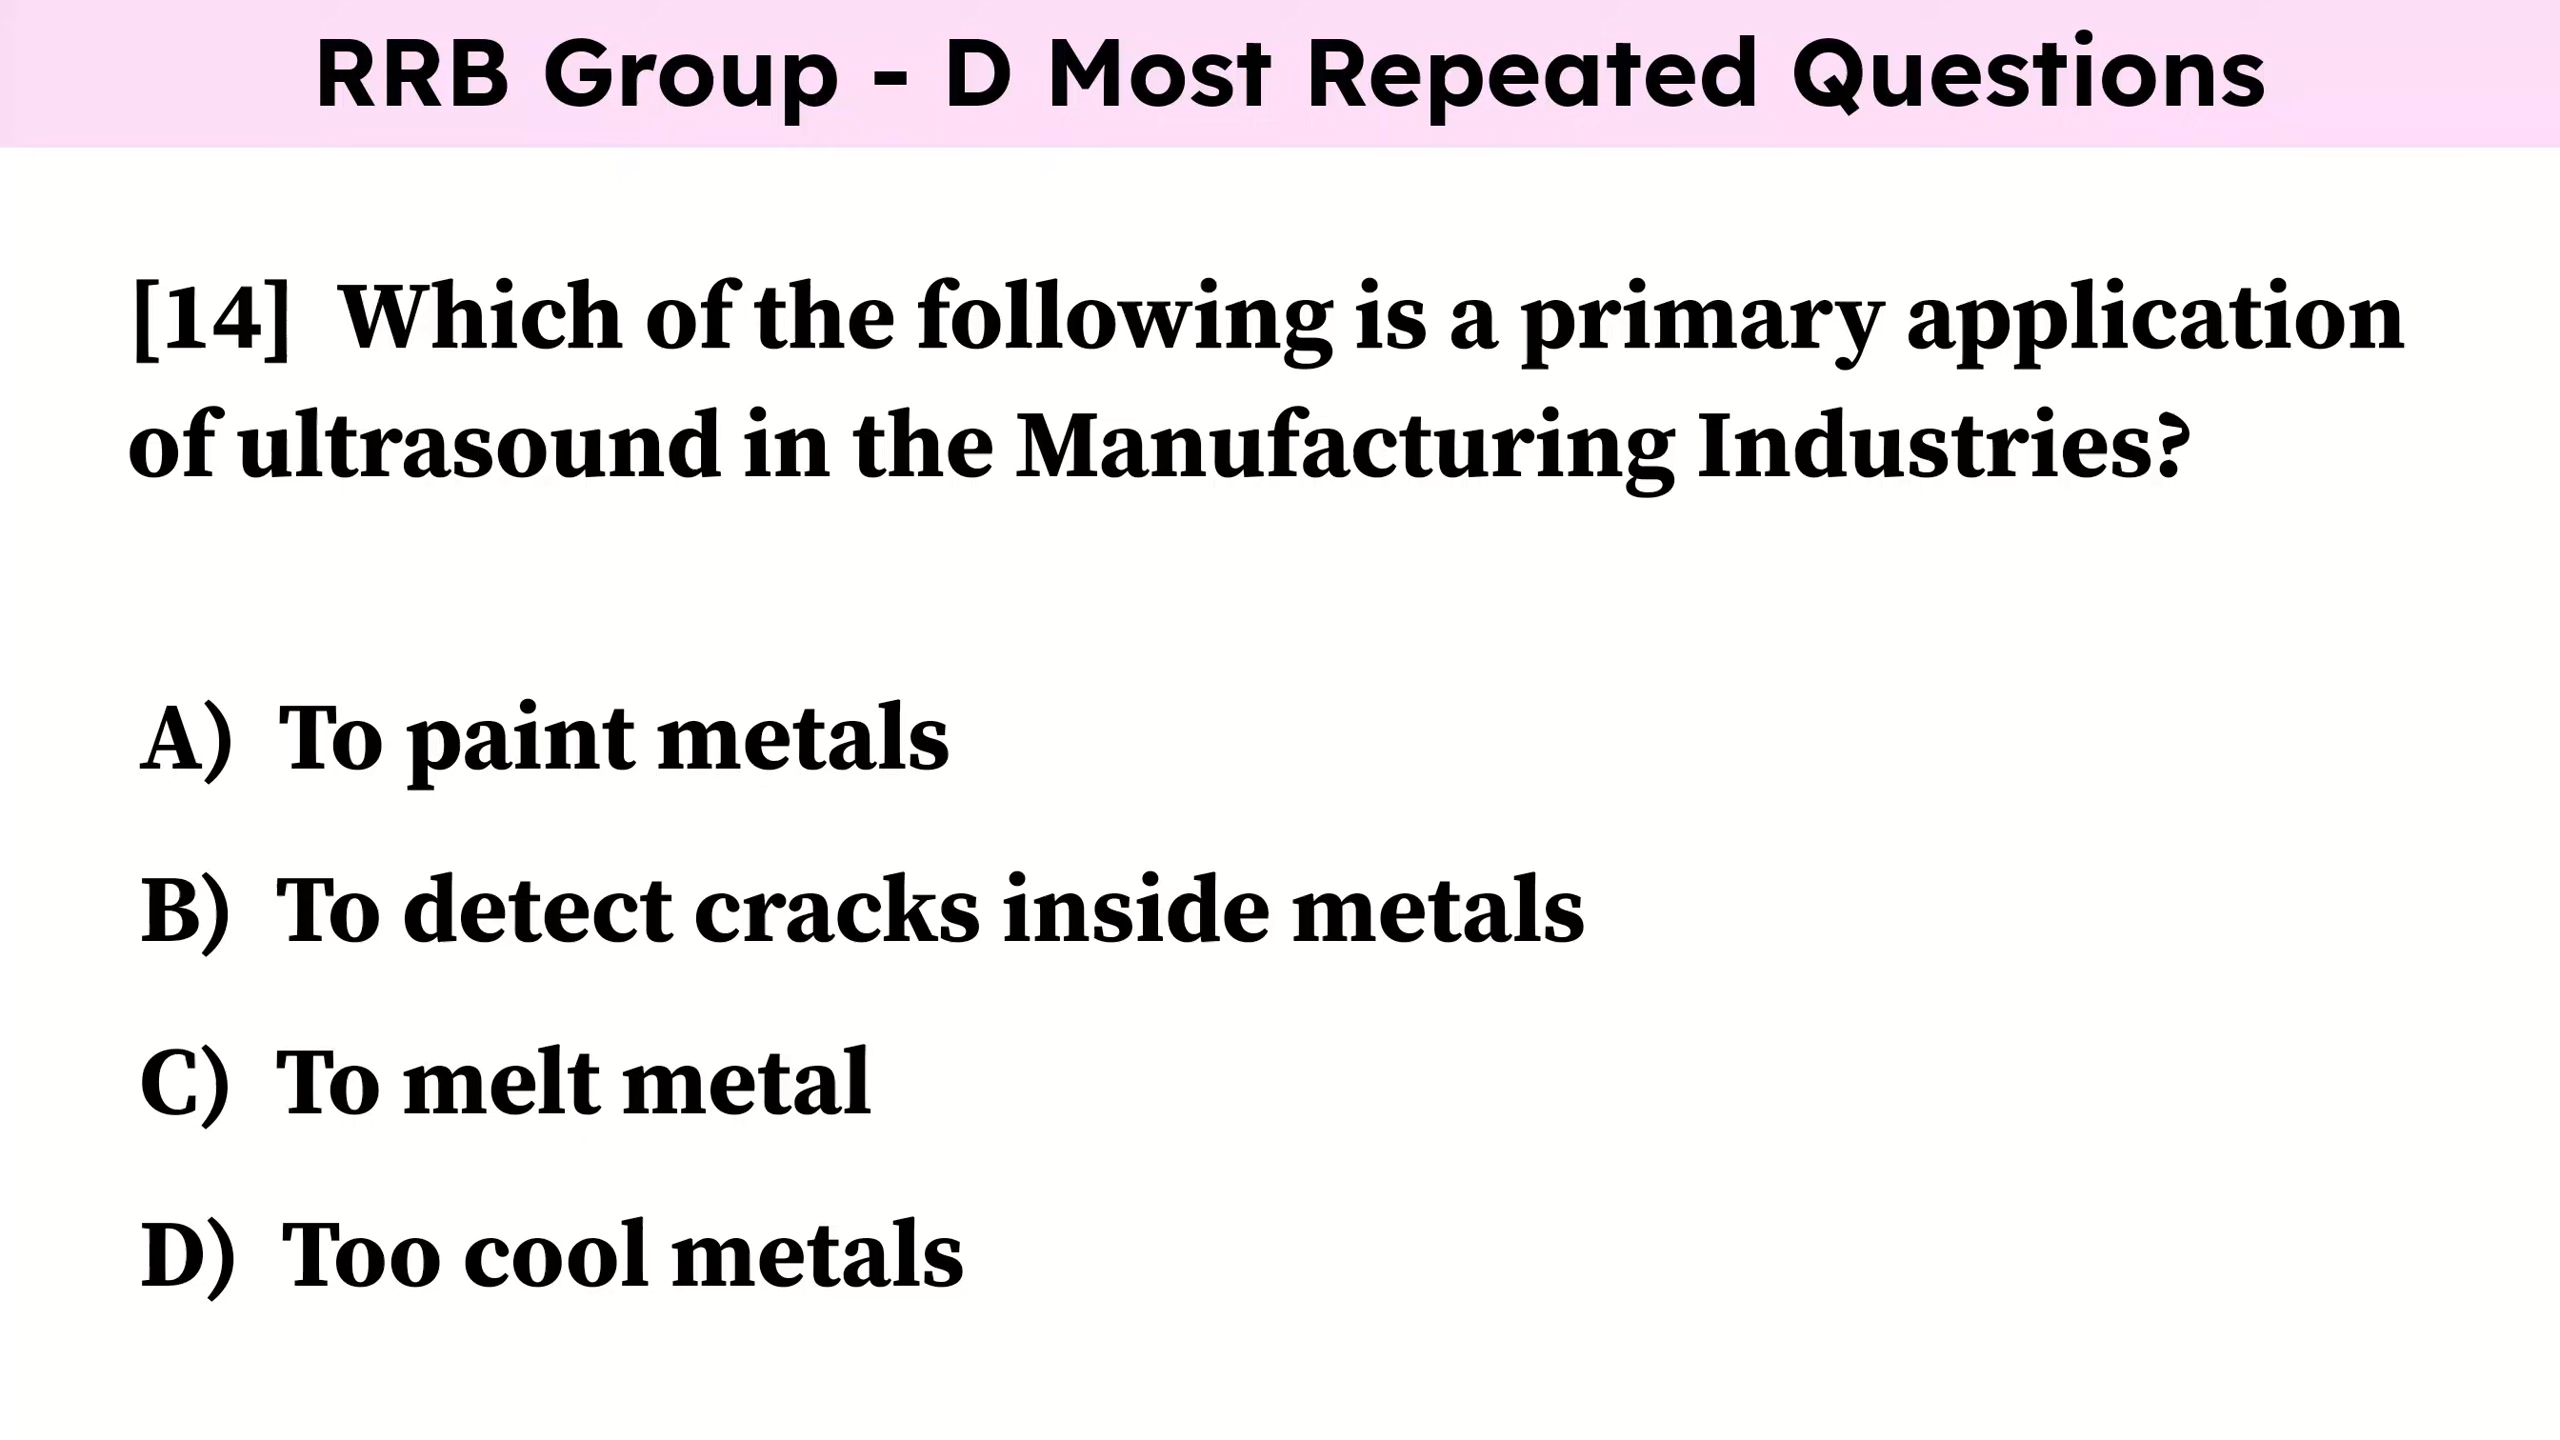 RRB Group - D Most Repeated Questions
[14] Which of the following is a primary application
of ultrasound in the Manufacturing Industries?
A) To paint metals
B) To detect cracks inside metals
C) To melt metal
D) Too cool metals